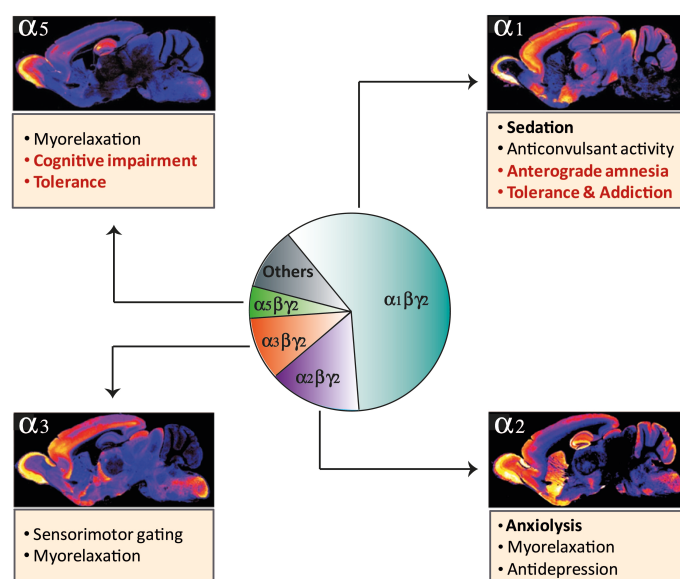 α5
• Myorelaxation
• Cognitive impairment
• Tolerance
α1
• Sedation
• Anticonvulsant activity
• Anterograde amnesia
• Tolerance & Addiction
Others
α1βγ2
α5βγ2
α3βγ2
α2βγ2
α3
• Sensorimotor gating
• Myorelaxation
α2
• Anxiolysis
• Myorelaxation
• Antidepression